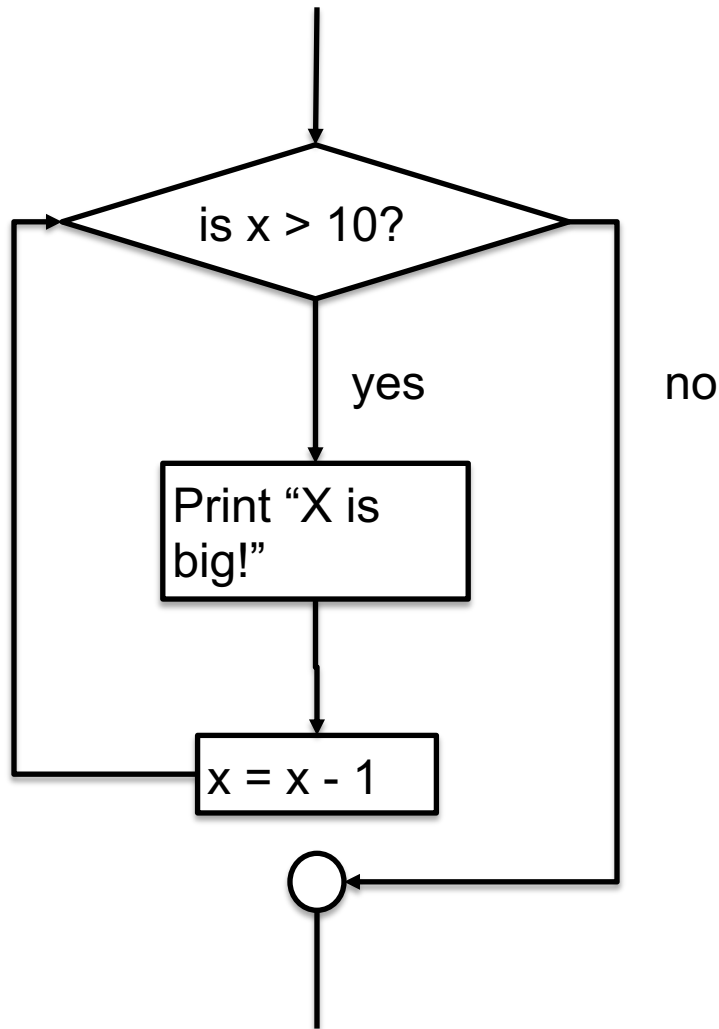 is x > 10?
yes
no
Print “X is
big!”
x = x - 1